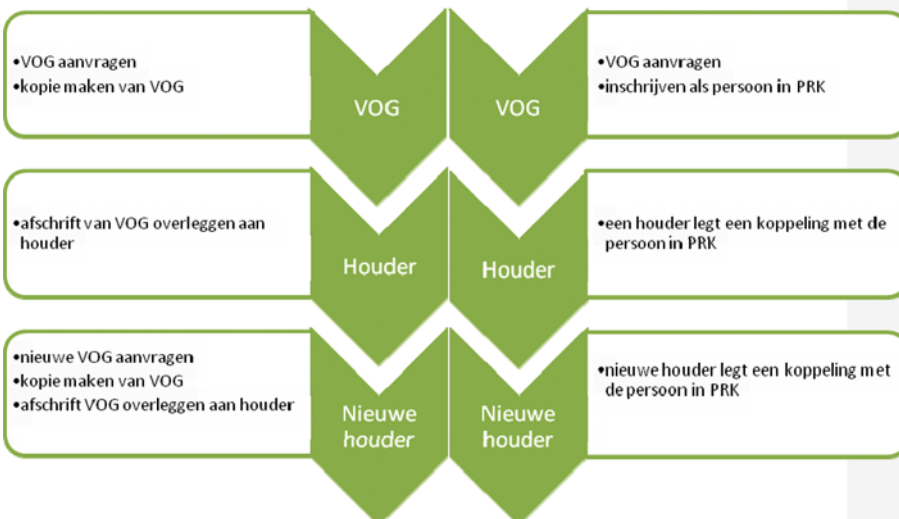 •VOG aanvragen
•kopie maken van VOG
VOG
VOG
•VOG aanvragen
•inschrijven als persoon in PRK
•afschrift van VOG overleggen aan
houder
Houder
Houder
•een houder legt een koppeling met de
persoon in PRK
•nieuwe VOG aanvragen
•kopie maken van VOG
•afschrift VOG overleggen aan houder
Nieuwe
houder
Nieuwe
houder
•nieuwe houder legt een koppeling met
de persoon in PRK